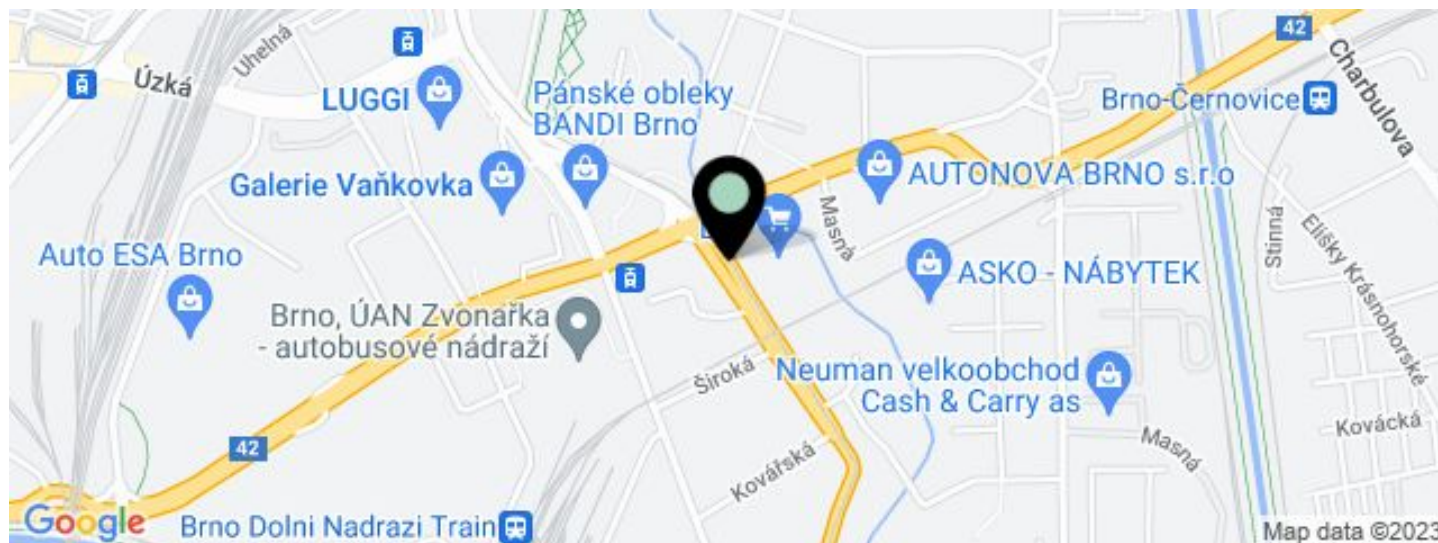 42
Charbulova
Úzká
Uhelná
LUGGI
Pánské obleky
BANDI Brno
Brno-Černovice
Galerie Vaňkovka
AUTONOVA BRNO s.r.o
Masná
Stinná
Elišky Krásnohorské
Auto ESA Brno
ASKO - NÁBYTEK
Brno, ÚAN Zvonařka
- autobusové nádraží
Široká
Neuman velkoobchod
Cash & Carry as
Kovácká
42
Masná
Kovářská
Google
Brno Dolni Nadrazi Train
Map data ©2023